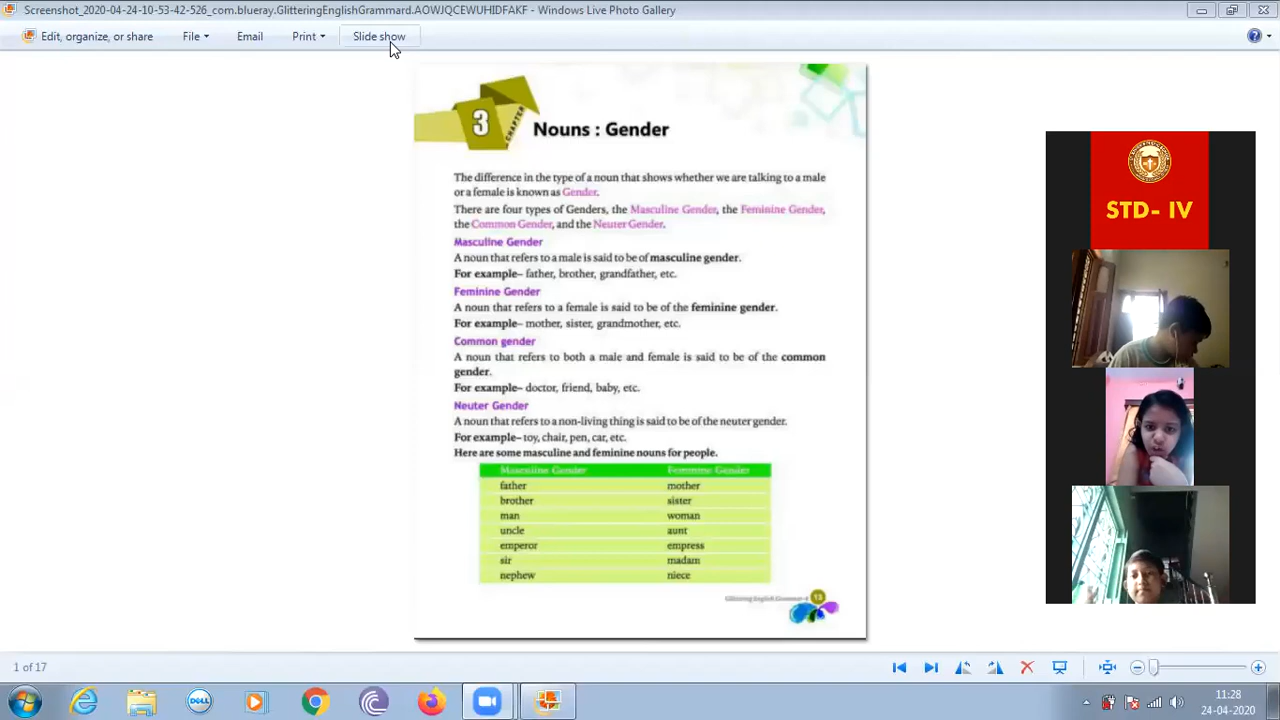 Screenshot_2020-04-24-10-53-42-526_com.blueray.GlitteringEnglishGrammard.AOWJQCEWUHIDFAKF - Windows Live Photo Gallery
Edit, organize, or share File Email Print Slide show
3
CHAPTER
Nouns : Gender
The difference in the type of a noun that shows whether we are talking to a male
or a female is known as Gender.
There are four types of Genders, the Masculine Gender, the Feminine Gender,
the Common Gender, and the Neuter Gender.
Masculine Gender
A noun that refers to a male is said to be of masculine gender.
For example– father, brother, grandfather, etc.
Feminine Gender
A noun that refers to a female is said to be of the feminine gender.
For example– mother, sister, grandmother, etc.
Common gender
A noun that refers to both a male and female is said to be of the common
gender.
For example– doctor, friend, baby, etc.
Neuter Gender
A noun that refers to a non-living thing is said to be of the neuter gender.
For example– toy, chair, pen, car, etc.
Here are some masculine and feminine nouns for people.
Masculine Gender Feminine Gender
father mother
brother sister
man woman
uncle aunt
emperor empress
sir madam
nephew niece
Glittering English Grammar-
13
STD- IV
1 of 17
DELL
11:28
24-04-2020